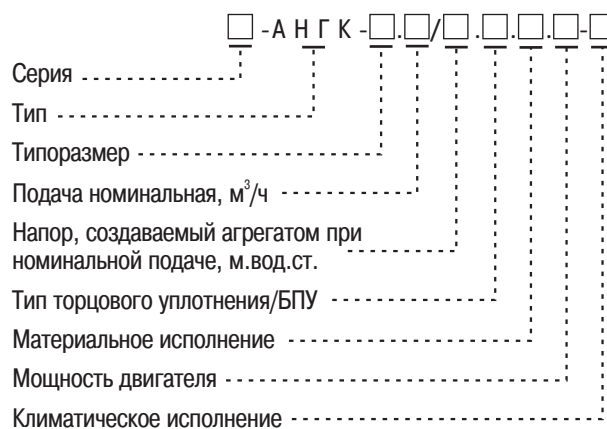 □-АНГК-□.□/□.□.□.□-□
Серия
Тип
Типоразмер
Подача номинальная, м³/ч
Напор, создаваемый агрегатом при
номинальной подаче, м.вод.ст.
Тип торцового уплотнения/БПУ
Материальное исполнение
Мощность двигателя
Климатическое исполнение